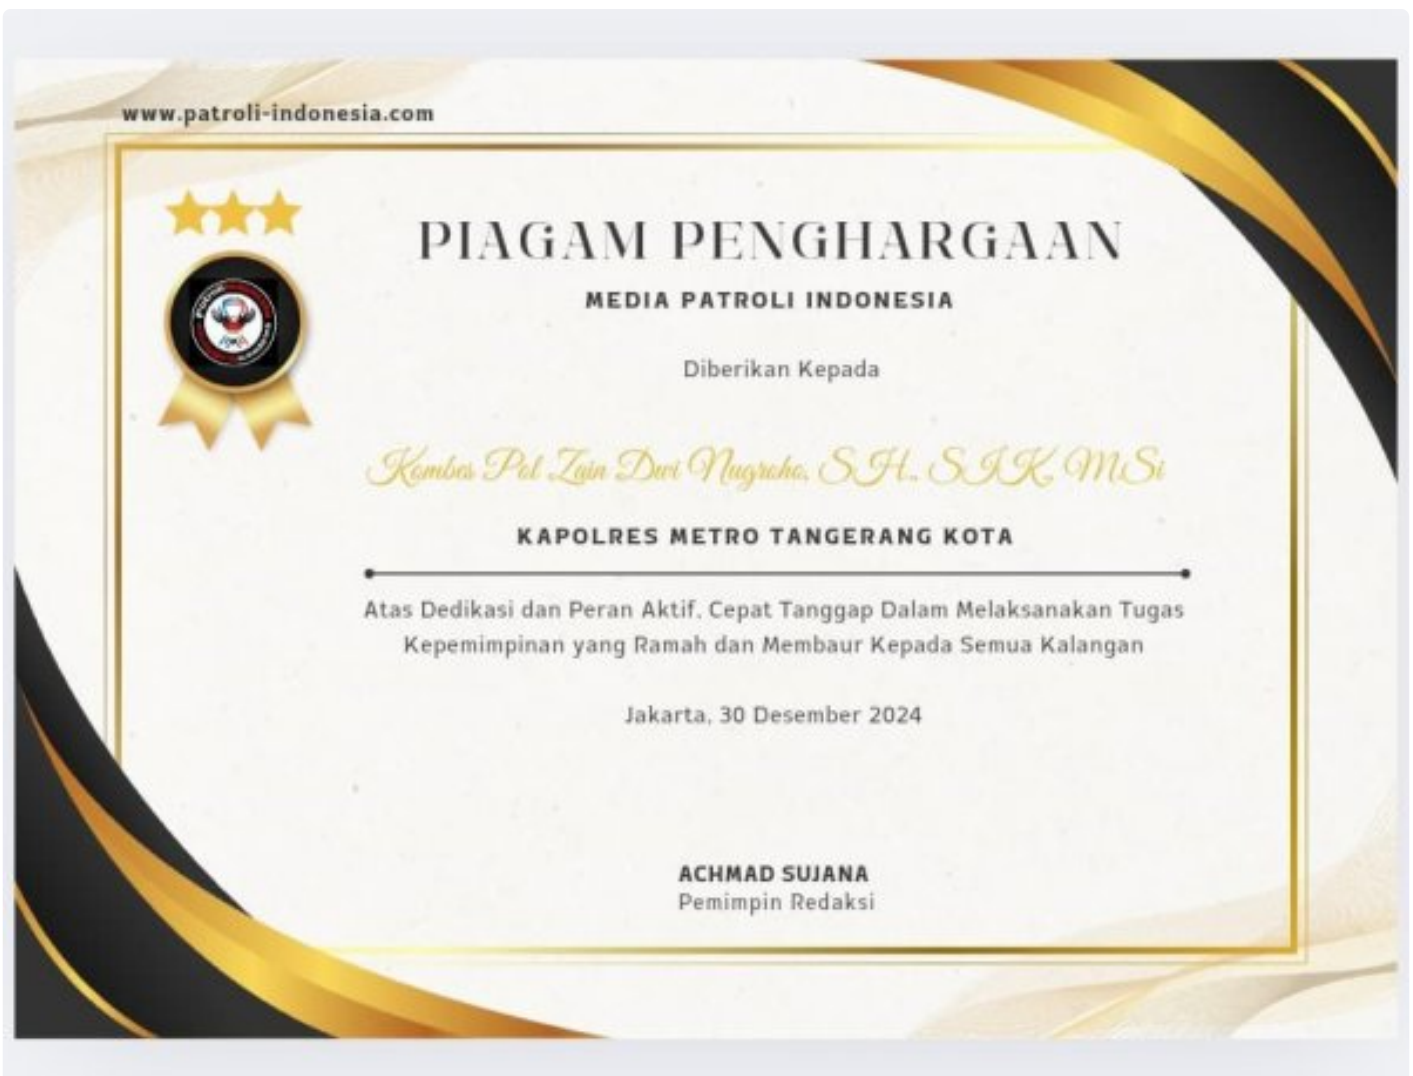 www.patroli-indonesia.com
PIAGAM PENGHARGAAN
MEDIA PATROLI INDONESIA
Diberikan Kepada
Kombes Pol Zain Dwi Nugroho, S.H., S.I.K, M.Si
KAPOLRES METRO TANGERANG KOTA
Atas Dedikasi dan Peran Aktif, Cepat Tanggap Dalam Melaksanakan Tugas
Kepemimpinan yang Ramah dan Membaur Kepada Semua Kalangan
Jakarta, 30 Desember 2024
ACHMAD SUJANA
Pemimpin Redaksi